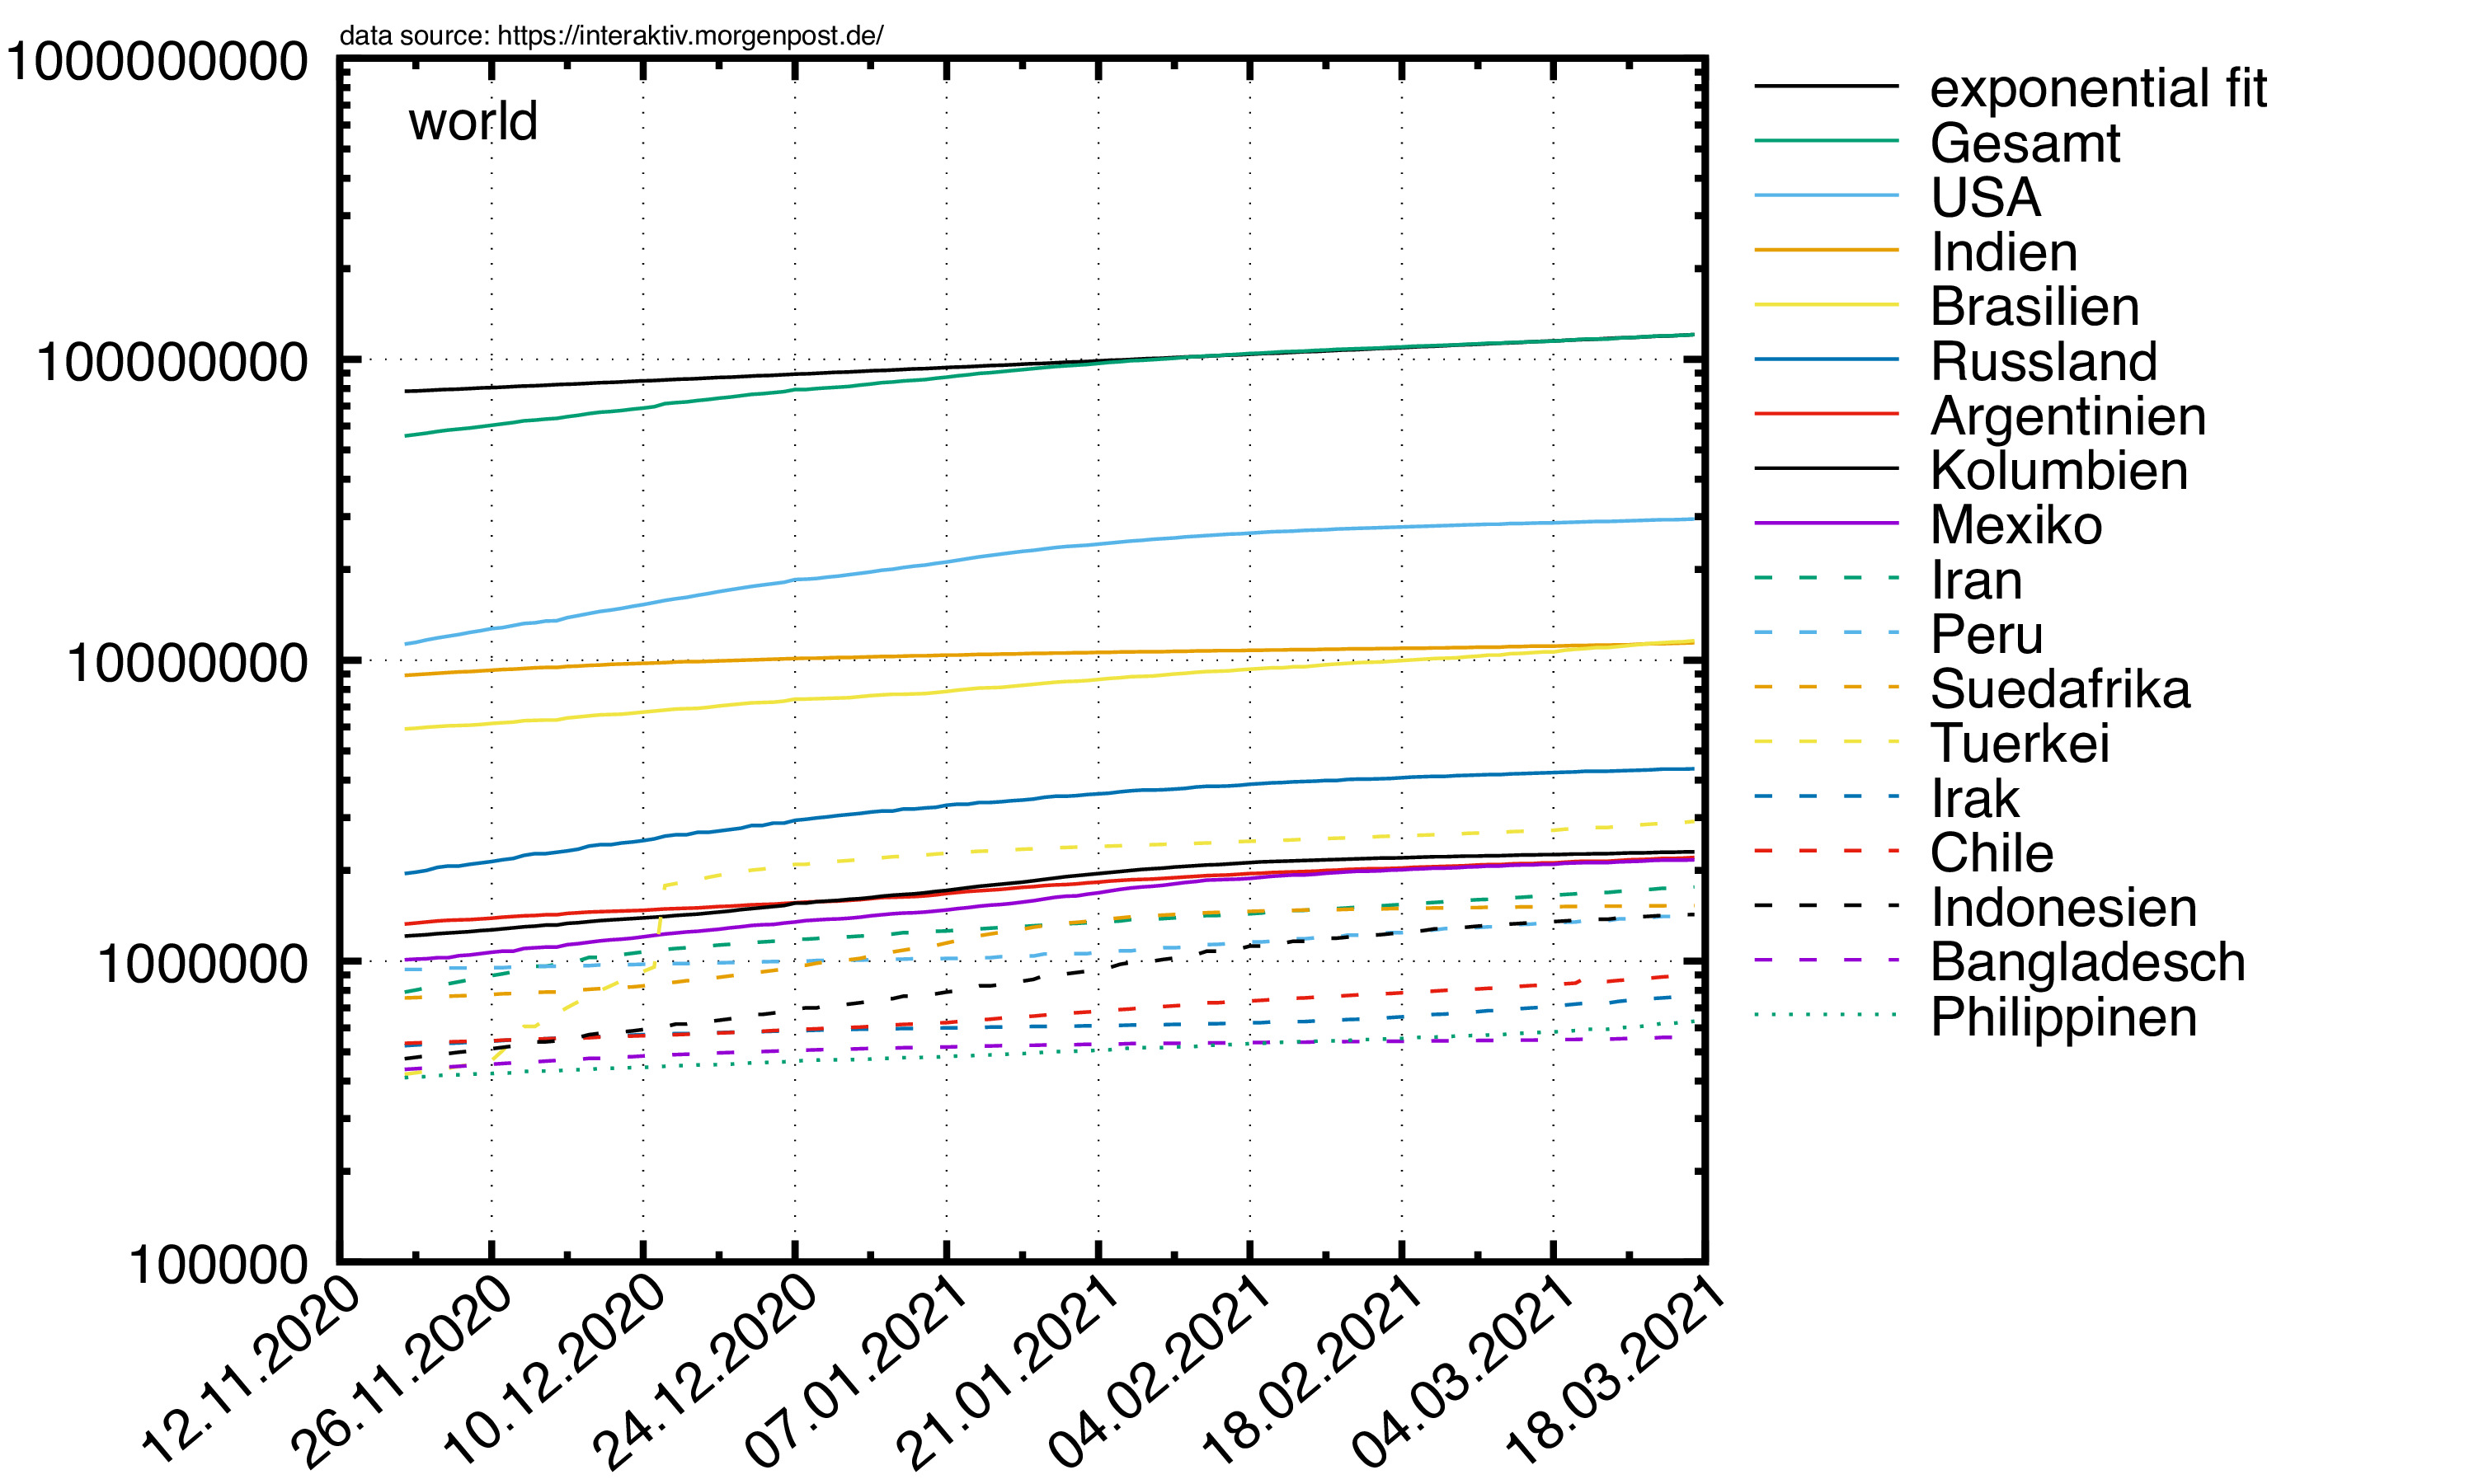 data source: https://interaktiv.morgenpost.de/
1000000000
100000000
10000000
1000000
100000
world
exponential fit
Gesamt
USA
Indien
Brasilien
Russland
Argentinien
Kolumbien
Mexiko
Iran
Peru
Suedafrika
Tuerkei
Irak
Chile
Indonesien
Bangladesch
Philippinen
12.11.2020
26.11.2020
10.12.2020
24.12.2020
07.01.2021
21.01.2021
04.02.2021
18.02.2021
04.03.2021
18.03.2021